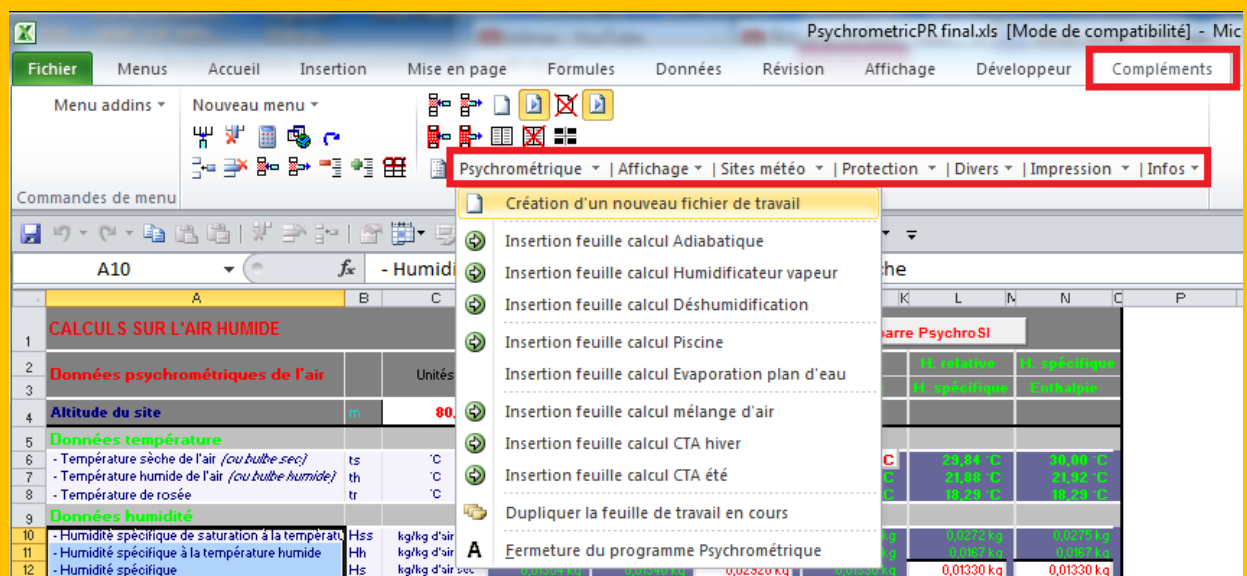 PsychrometricPR final.xls [Mode de compatibilité] - Mic
Fichier Menus Accueil Insertion Mise en page Formules Données Révision Affichage Développeur Compléments
Menu addins Nouveau menu
Psychrométrique | Affichage | Sites météo | Protection | Divers | Impression | Infos
Commandes de menu
Création d'un nouveau fichier de travail
Insertion feuille calcul Adiabatique
Insertion feuille calcul Humidificateur vapeur
Insertion feuille calcul Déshumidification
Insertion feuille calcul Piscine
Insertion feuille calcul Evaporation plan d'eau
Insertion feuille calcul mélange d'air
Insertion feuille calcul CTA hiver
Insertion feuille calcul CTA été
Dupliquer la feuille de travail en cours
A Fermeture du programme Psychrométrique
A10 fx - Humidi he
A B C K L N P
1 CALCULS SUR L'AIR HUMIDE barre PsychroSI
2 Données psychrométriques de l'air Unités H. relative H. spécifique
3 H. spécifique Enthalpie
4 Altitude du site m 80,
5 Données température
6 - Température sèche de l'air (ou bulbe sec) ts °C C 29,84 °C 30,00 °C
7 - Température humide de l'air (ou bulbe humide) th °C C 21,88 °C 21,92 °C
8 - Température de rosée tr °C C 18,29 °C 18,29 °C
9 Données humidité
10 - Humidité spécifique de saturation à la températu Hss kg/kg d'air kg 0,0272 kg 0,0275 kg
11 - Humidité spécifique à la température humide Hh kg/kg d'air kg 0,0167 kg 0,0167 kg
12 - Humidité spécifique Hs kg/kg d'air sec 0,02920 kg 0,01330 kg 0,01330 kg